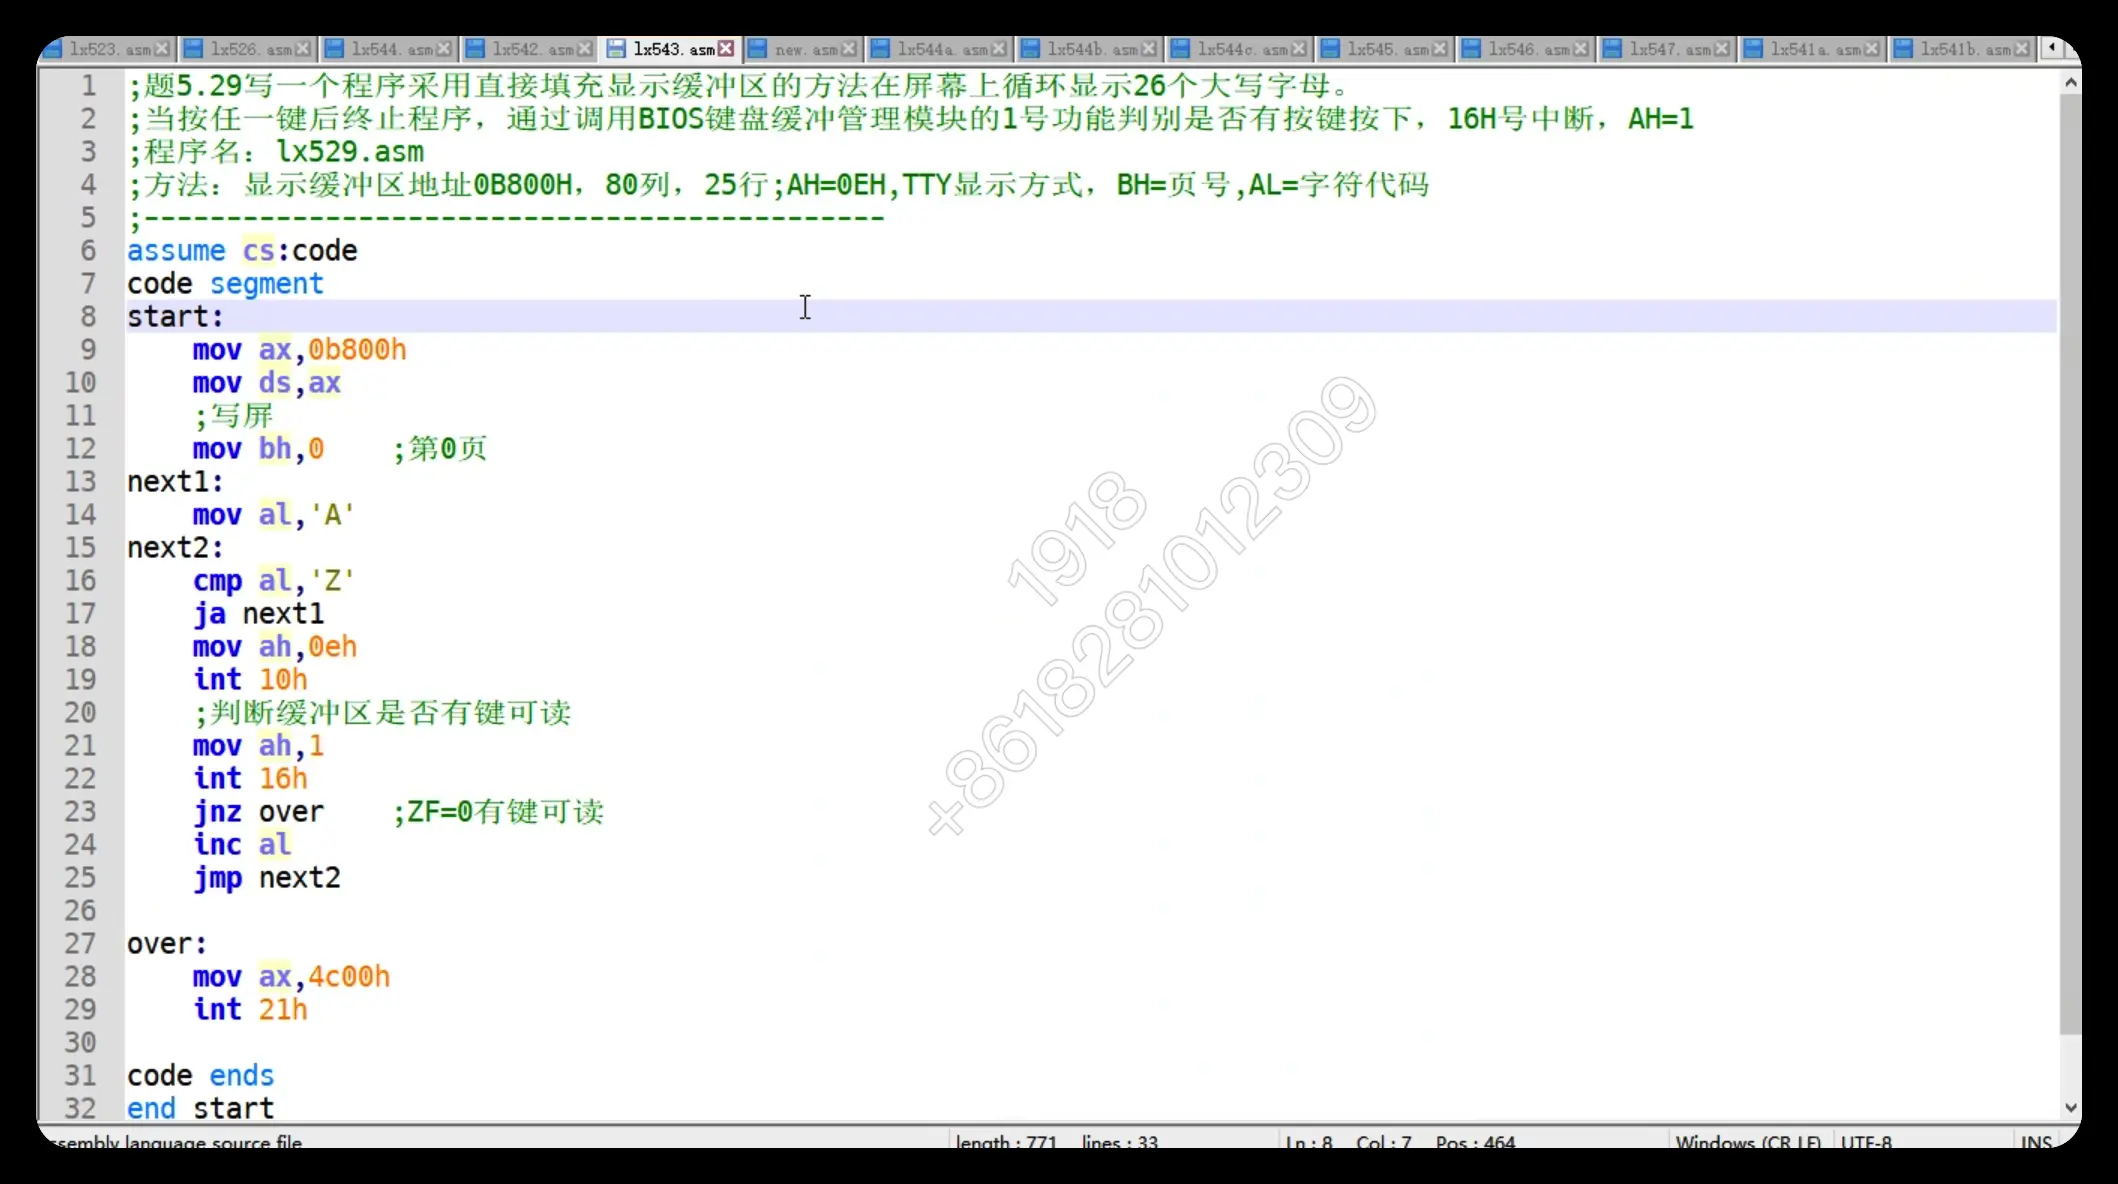 lx523.asm lx526.asm lx544.asm lx542.asm lx543.asm new.asm lx544a.asm lx544b.asm lx544c.asm lx545.asm lx546.asm lx547.asm lx541a.asm lx541b.asm
1 ;题5.29写一个程序采用直接填充显示缓冲区的方法在屏幕上循环显示26个大写字母。
2 ;当按任一键后终止程序，通过调用BIOS键盘缓冲管理模块的1号功能判别是否有按键按下，16H号中断，AH=1
3 ;程序名：lx529.asm
4 ;方法：显示缓冲区地址0B800H，80列，25行;AH=0EH,TTY显示方式，BH=页号,AL=字符代码
5 ;---------------------------------------------
6 assume cs:code
7 code segment
8 start:
9 mov ax,0b800h
10 mov ds,ax
11 ;写屏
12 mov bh,0 ;第0页
13 next1:
14 mov al,'A'
15 next2:
16 cmp al,'Z'
17 ja next1
18 mov ah,0eh
19 int 10h
20 ;判断缓冲区是否有键可读
21 mov ah,1
22 int 16h
23 jnz over ;ZF=0有键可读
24 inc al
25 jmp next2
26
27 over:
28 mov ax,4c00h
29 int 21h
30
31 code ends
32 end start
1918
+8618281012309
ssembly language source file length : 771 lines : 33 Ln : 8 Col : 7 Pos : 464 Windows (CR LF) UTF-8 INS